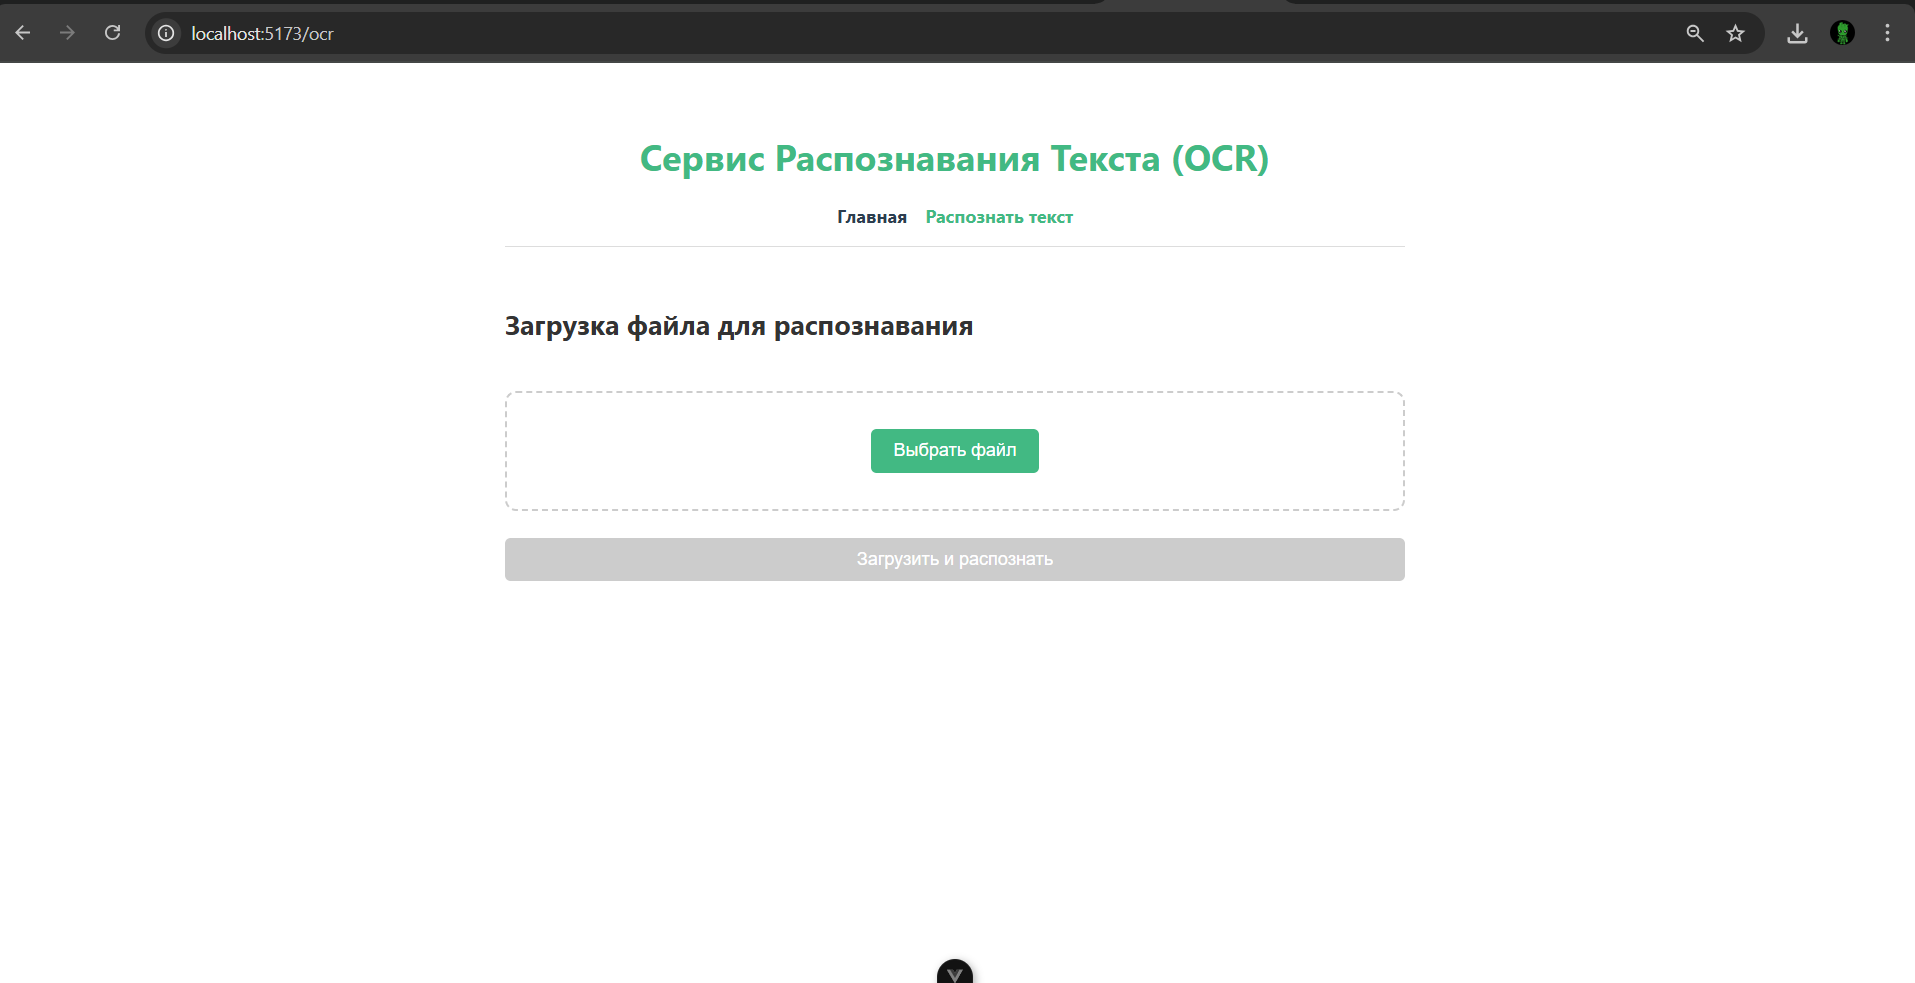 localhost:5173/ocr
Сервис Распознавания Текста (OCR)
Главная Распознать текст
Загрузка файла для распознавания
Выбрать файл
Загрузить и распознать